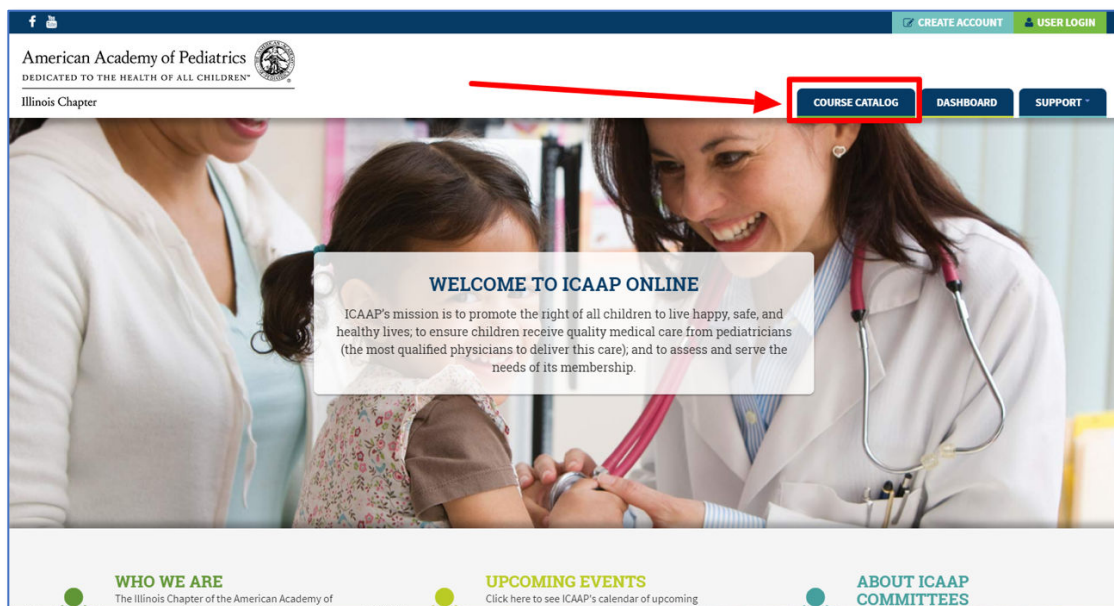 CREATE ACCOUNT
USER LOGIN
American Academy of Pediatrics
DEDICATED TO THE HEALTH OF ALL CHILDREN®
Illinois Chapter
COURSE CATALOG
DASHBOARD
SUPPORT
WELCOME TO ICAAP ONLINE
ICAAP's mission is to promote the right of all children to live happy, safe, and
healthy lives; to ensure children receive quality medical care from pediatricians
(the most qualified physicians to deliver this care); and to assess and serve the
needs of its membership.
WHO WE ARE
The Illinois Chapter of the American Academy of
UPCOMING EVENTS
Click here to see ICAAP's calendar of upcoming
ABOUT ICAAP
COMMITTEES